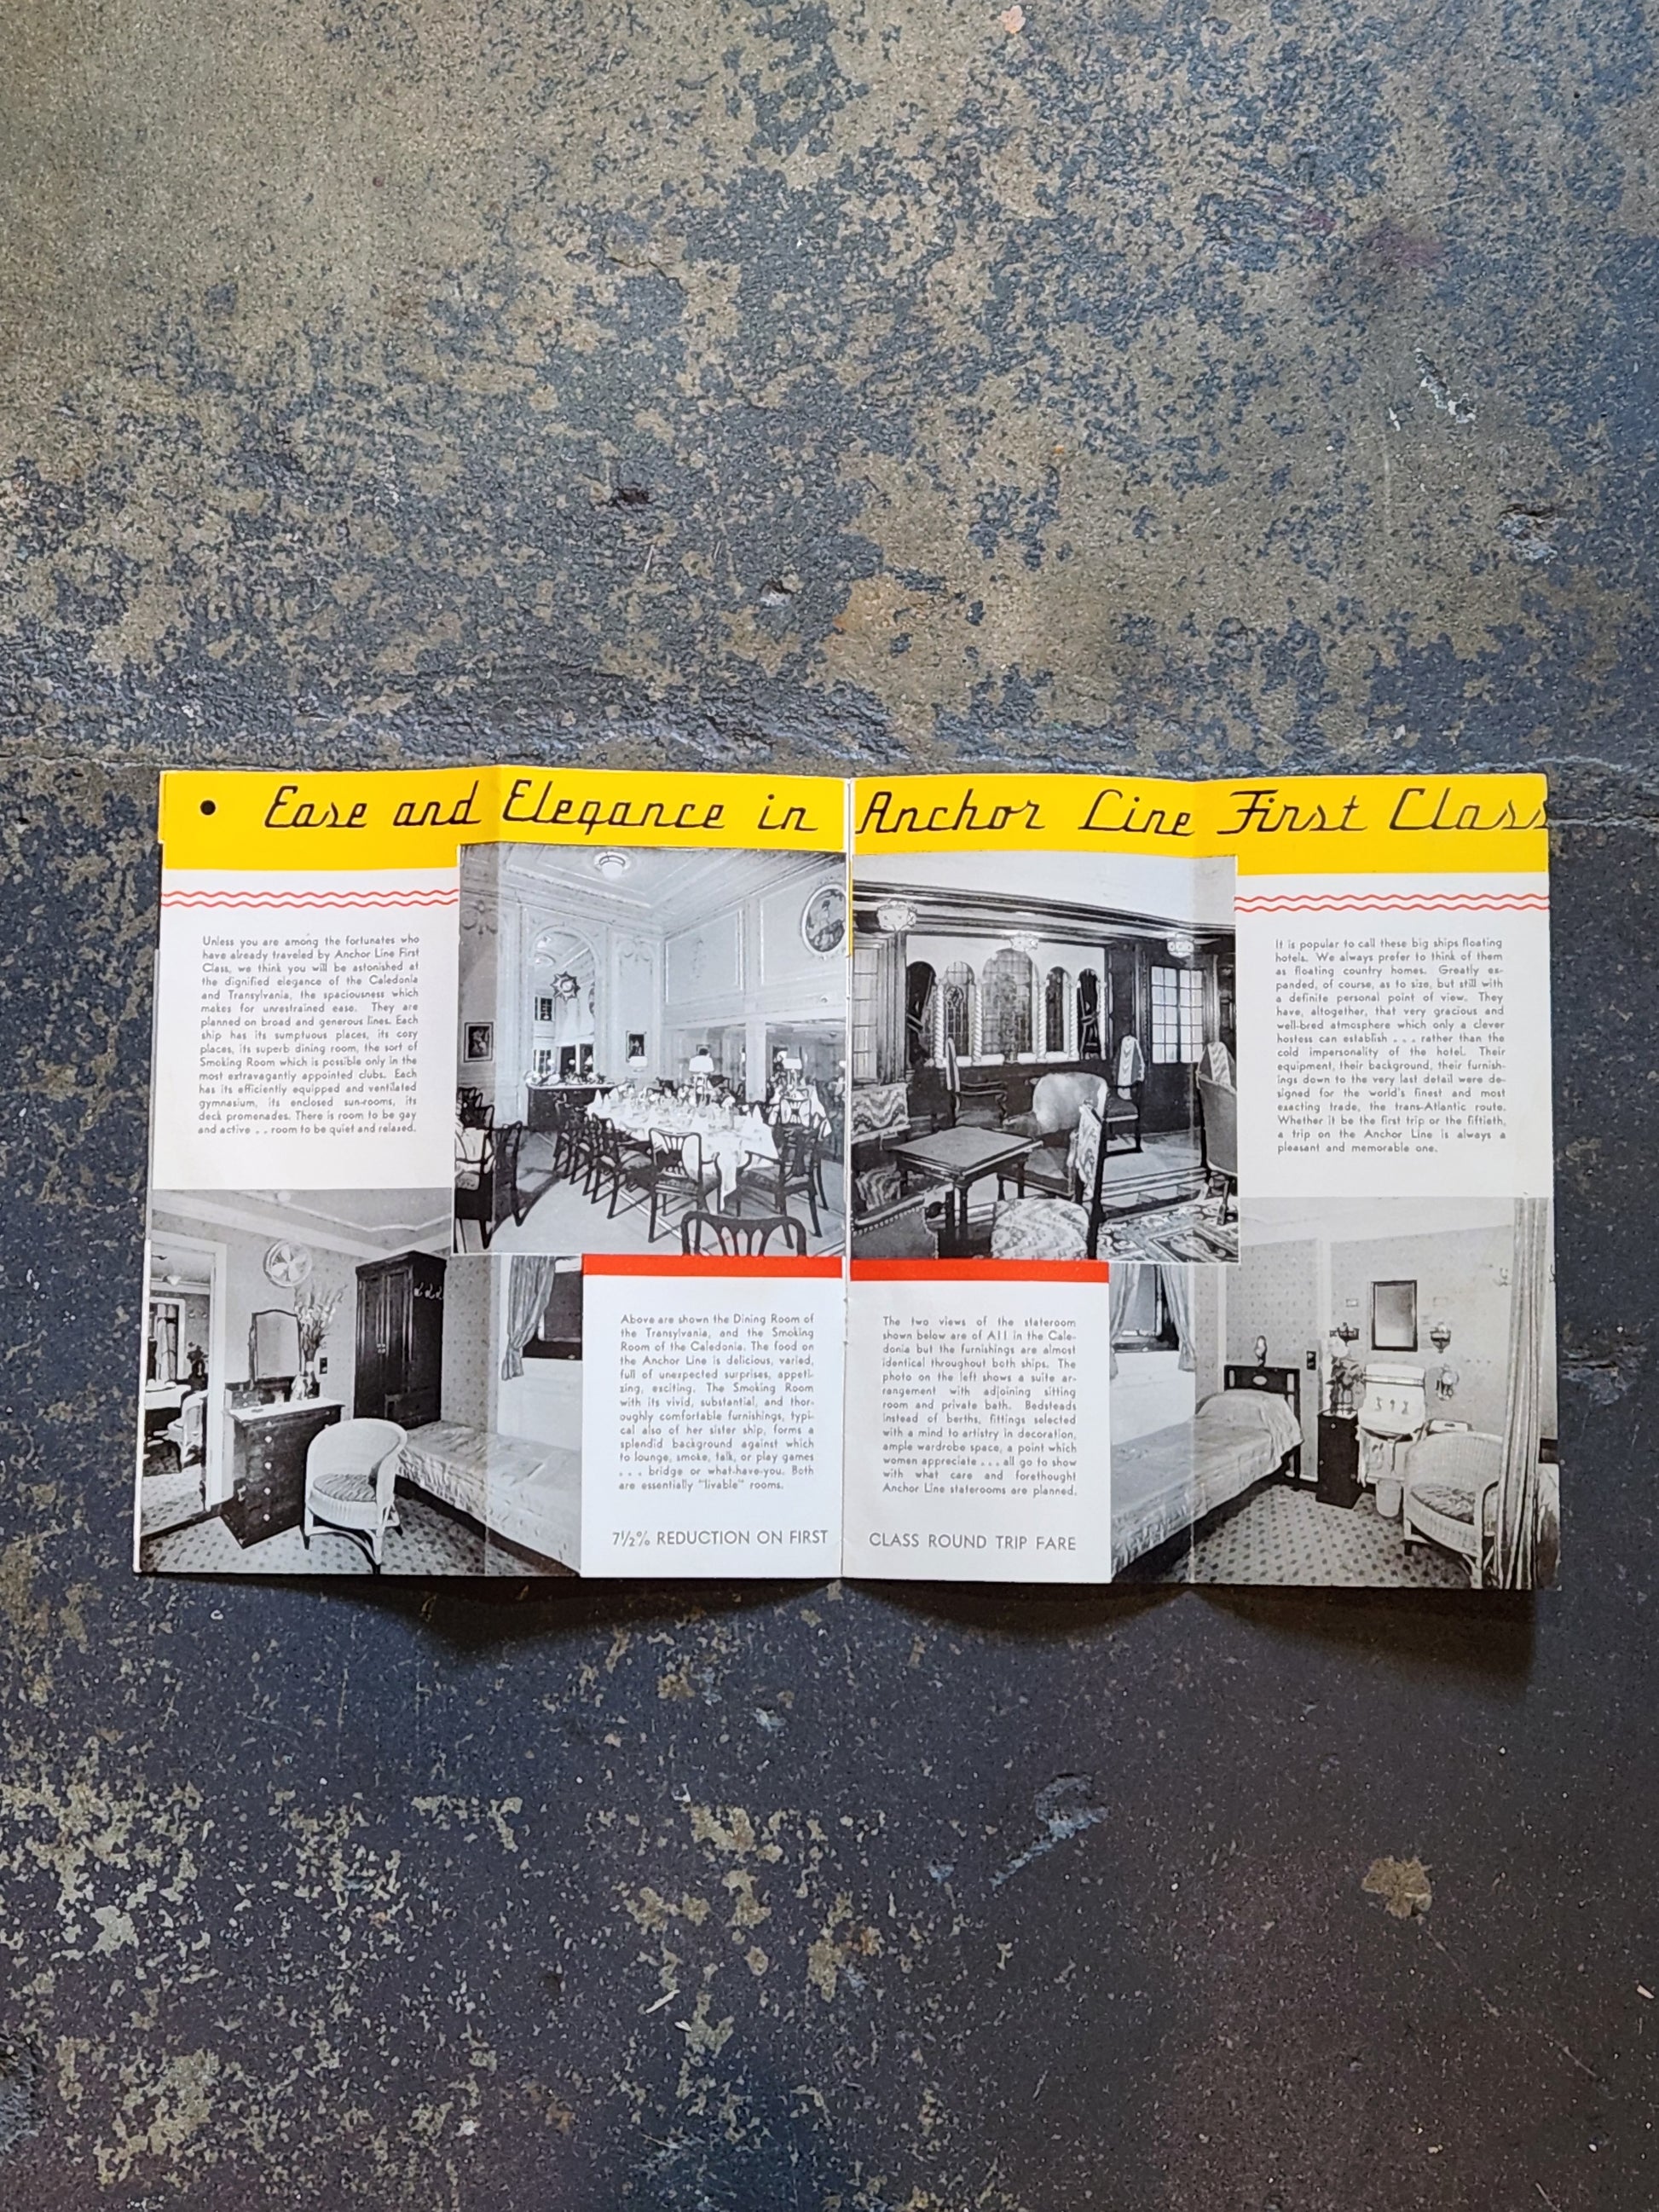 • Ease and Elegance in Anchor Line First Class
Unless you are among the fortunates who
have already traveled by Anchor Line First
Class, we think you will be astonished at
the dignified elegance of the Caledonia
and Transylvania, the spaciousness which
makes for unrestrained ease. They are
planned on broad and generous lines. Each
ship has its sumptuous places, its cozy
places, its superb dining room, the sort of
Smoking Room which is possible only in the
most extravagantly appointed clubs. Each
has its efficiently equipped and ventilated
gymnasium, its enclosed sun-rooms, its
deck promenades. There is room to be gay
and active . . room to be quiet and relaxed.
Above are shown the Dining Room of
the Transylvania, and the Smoking
Room of the Caledonia. The food on
the Anchor Line is delicious, varied,
full of unexpected surprises, appeti-
zing, exciting. The Smoking Room
with its vivid, substantial, and thor-
oughly comfortable furnishings, typi-
cal also of her sister ship, forms a
splendid background against which
to lounge, smoke, talk, or play games
. . . bridge or what-have-you. Both
are essentially "livable" rooms.
The two views of the stateroom
shown below are of A11 in the Cale-
donia but the furnishings are almost
identical throughout both ships. The
photo on the left shows a suite ar-
rangement with adjoining sitting
room and private bath. Bedsteads
instead of berths, fittings selected
with a mind to artistry in decoration,
ample wardrobe space, a point which
women appreciate . . . all go to show
with what care and forethought
Anchor Line staterooms are planned.
7½% REDUCTION ON FIRST CLASS ROUND TRIP FARE
It is popular to call these big ships floating
hotels. We always prefer to think of them
as floating country homes. Greatly ex-
panded, of course, as to size, but still with
a definite personal point of view. They
have, altogether, that very gracious and
well-bred atmosphere which only a clever
hostess can establish . . . rather than the
cold impersonality of the hotel. Their
equipment, their background, their furnish-
ings down to the very last detail were de-
signed for the world's finest and most
exacting trade, the trans-Atlantic route.
Whether it be the first trip or the fiftieth,
a trip on the Anchor Line is always a
pleasant and memorable one.